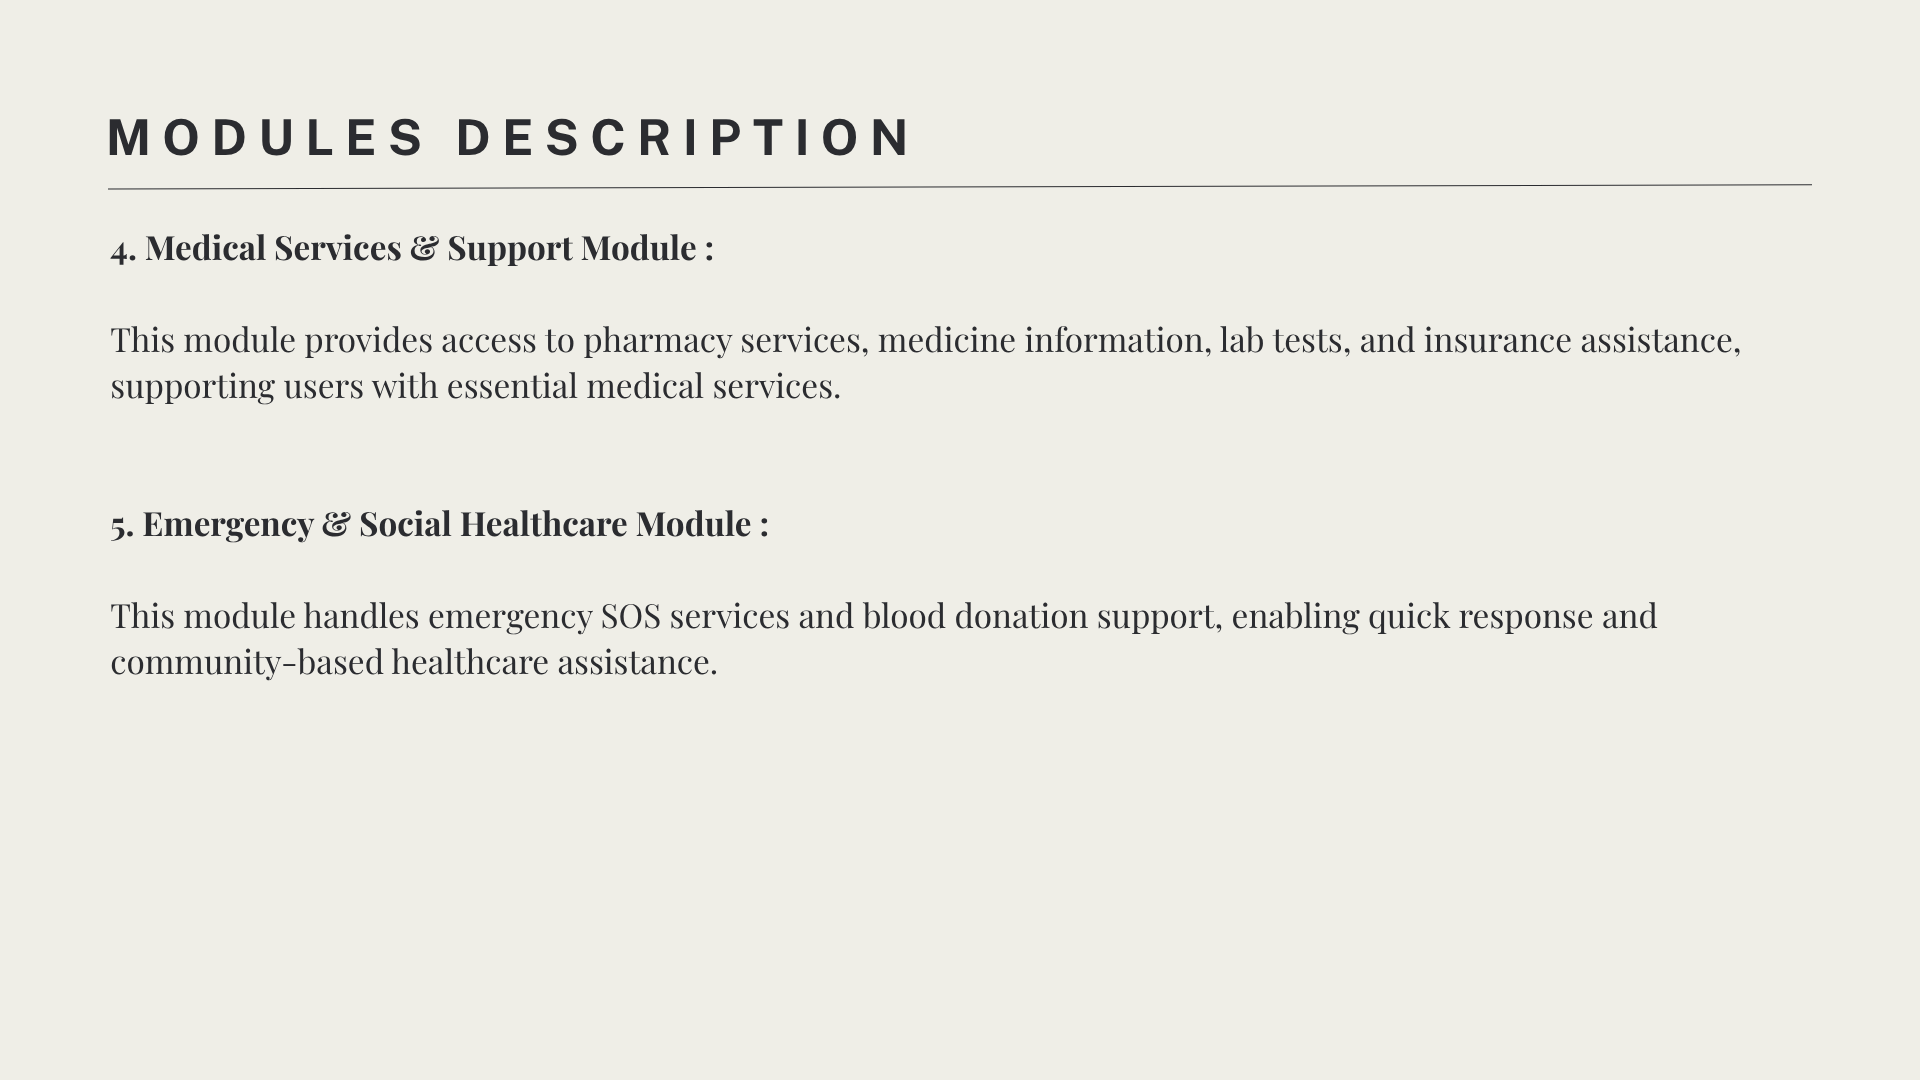 MODULES DESCRIPTION
4. Medical Services & Support Module :
This module provides access to pharmacy services, medicine information, lab tests, and insurance assistance,
supporting users with essential medical services.
5. Emergency & Social Healthcare Module :
This module handles emergency SOS services and blood donation support, enabling quick response and
community-based healthcare assistance.